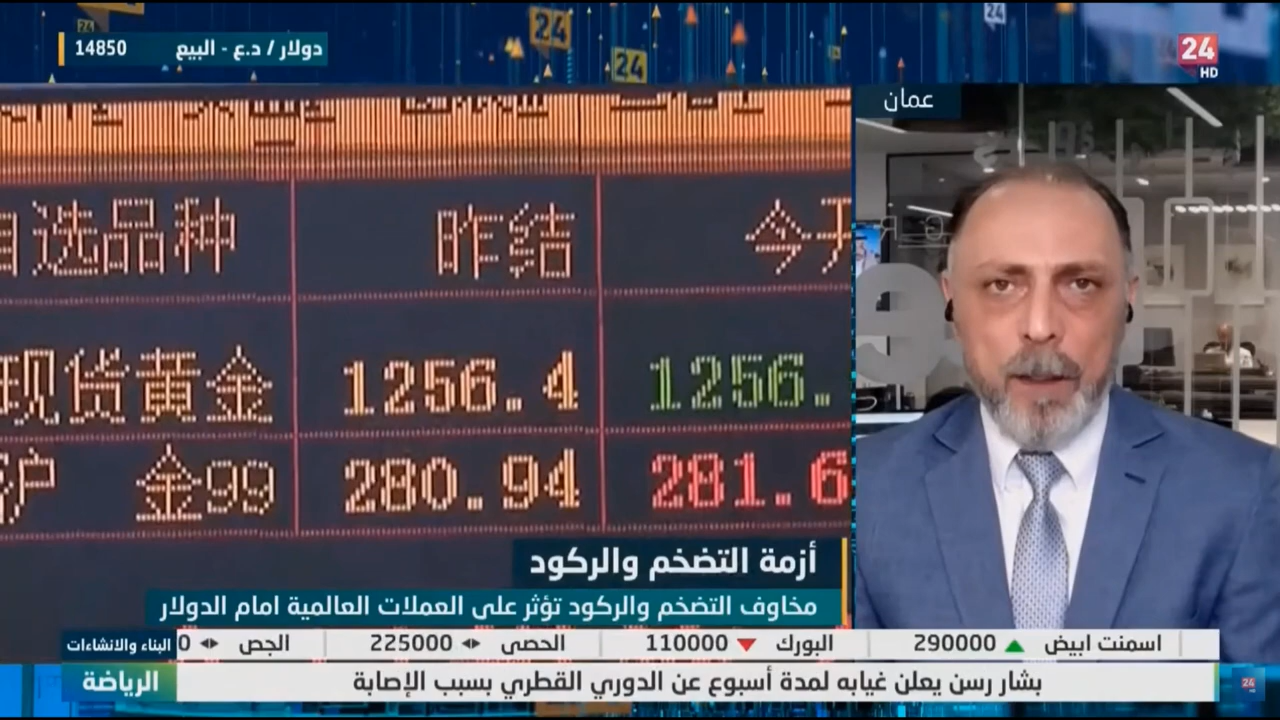 دولار / د.ع - البيع 14850
24
24
24
24
24
HD
عمان
自选品种 昨结 今开
现货黄金 1256.4 1256.
沪金99 280.94 281.6
أزمة التضخم والركود
مخاوف التضخم والركود تؤثر على العملات العالمية امام الدولار
البناء والانشاءات اسمنت ابيض ▲ 290000 البورك ▼ 110000 الحصى ◂▸ 225000 الجص ◂▸ 0
الرياضة بشار رسن يعلن غيابه لمدة أسبوع عن الدوري القطري بسبب الإصابة
24